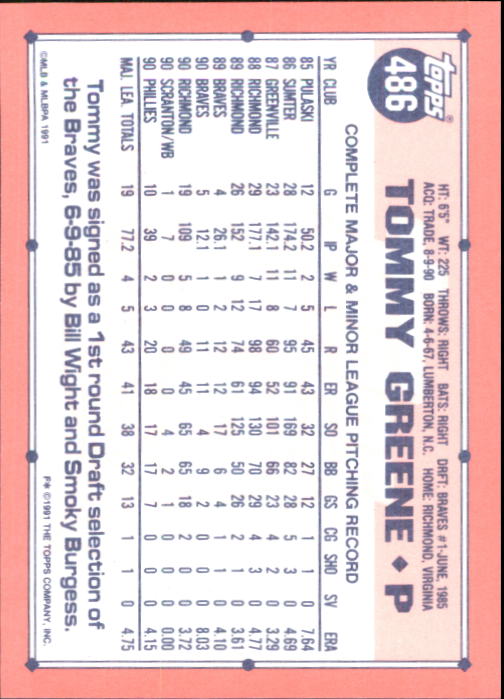 topps®
486
HT: 6'5" WT: 225 THROWS: RIGHT BATS: RIGHT DRFT: BRAVES #1-JUNE, 1985
ACQ: TRADE, 8-9-90 BORN: 4-6-67, LUMBERTON, N.C. HOME: RICHMOND, VIRGINIA
TOMMY GREENE ♦ P
COMPLETE MAJOR & MINOR LEAGUE PITCHING RECORD
YR CLUB G IP W L R ER SO BB GS CG SHO SV ERA
85 PULASKI 12 50.2 2 5 45 43 32 27 12 1 1 0 7.64
86 SUMTER 28 174.2 11 7 95 91 169 82 28 5 3 0 4.69
87 GREENVILLE 23 142.1 11 8 60 52 101 66 23 4 2 0 3.29
88 RICHMOND 29 177.1 7 17 98 94 130 70 29 4 3 0 4.77
89 RICHMOND 26 152 9 12 74 61 125 50 26 2 1 0 3.61
89 BRAVES 4 26.1 1 2 12 12 17 6 4 1 1 0 4.10
90 BRAVES 5 12.1 1 0 11 11 4 9 2 0 0 0 8.03
90 RICHMOND 19 109 5 8 49 45 65 65 18 2 0 0 3.72
90 SCRANTON/WB 1 7 0 0 0 0 4 2 1 0 0 0 0.00
90 PHILLIES 10 39 2 3 20 18 17 17 7 0 0 0 4.15
MAJ. LEA. TOTALS 19 77.2 4 5 43 41 38 32 13 1 1 0 4.75
Tommy was signed as a 1st round Draft selection of
the Braves, 6-9-85 by Bill Wight and Smoky Burgess.
©MLB & MLBPA 1991 F* ©1991 THE TOPPS COMPANY, INC.